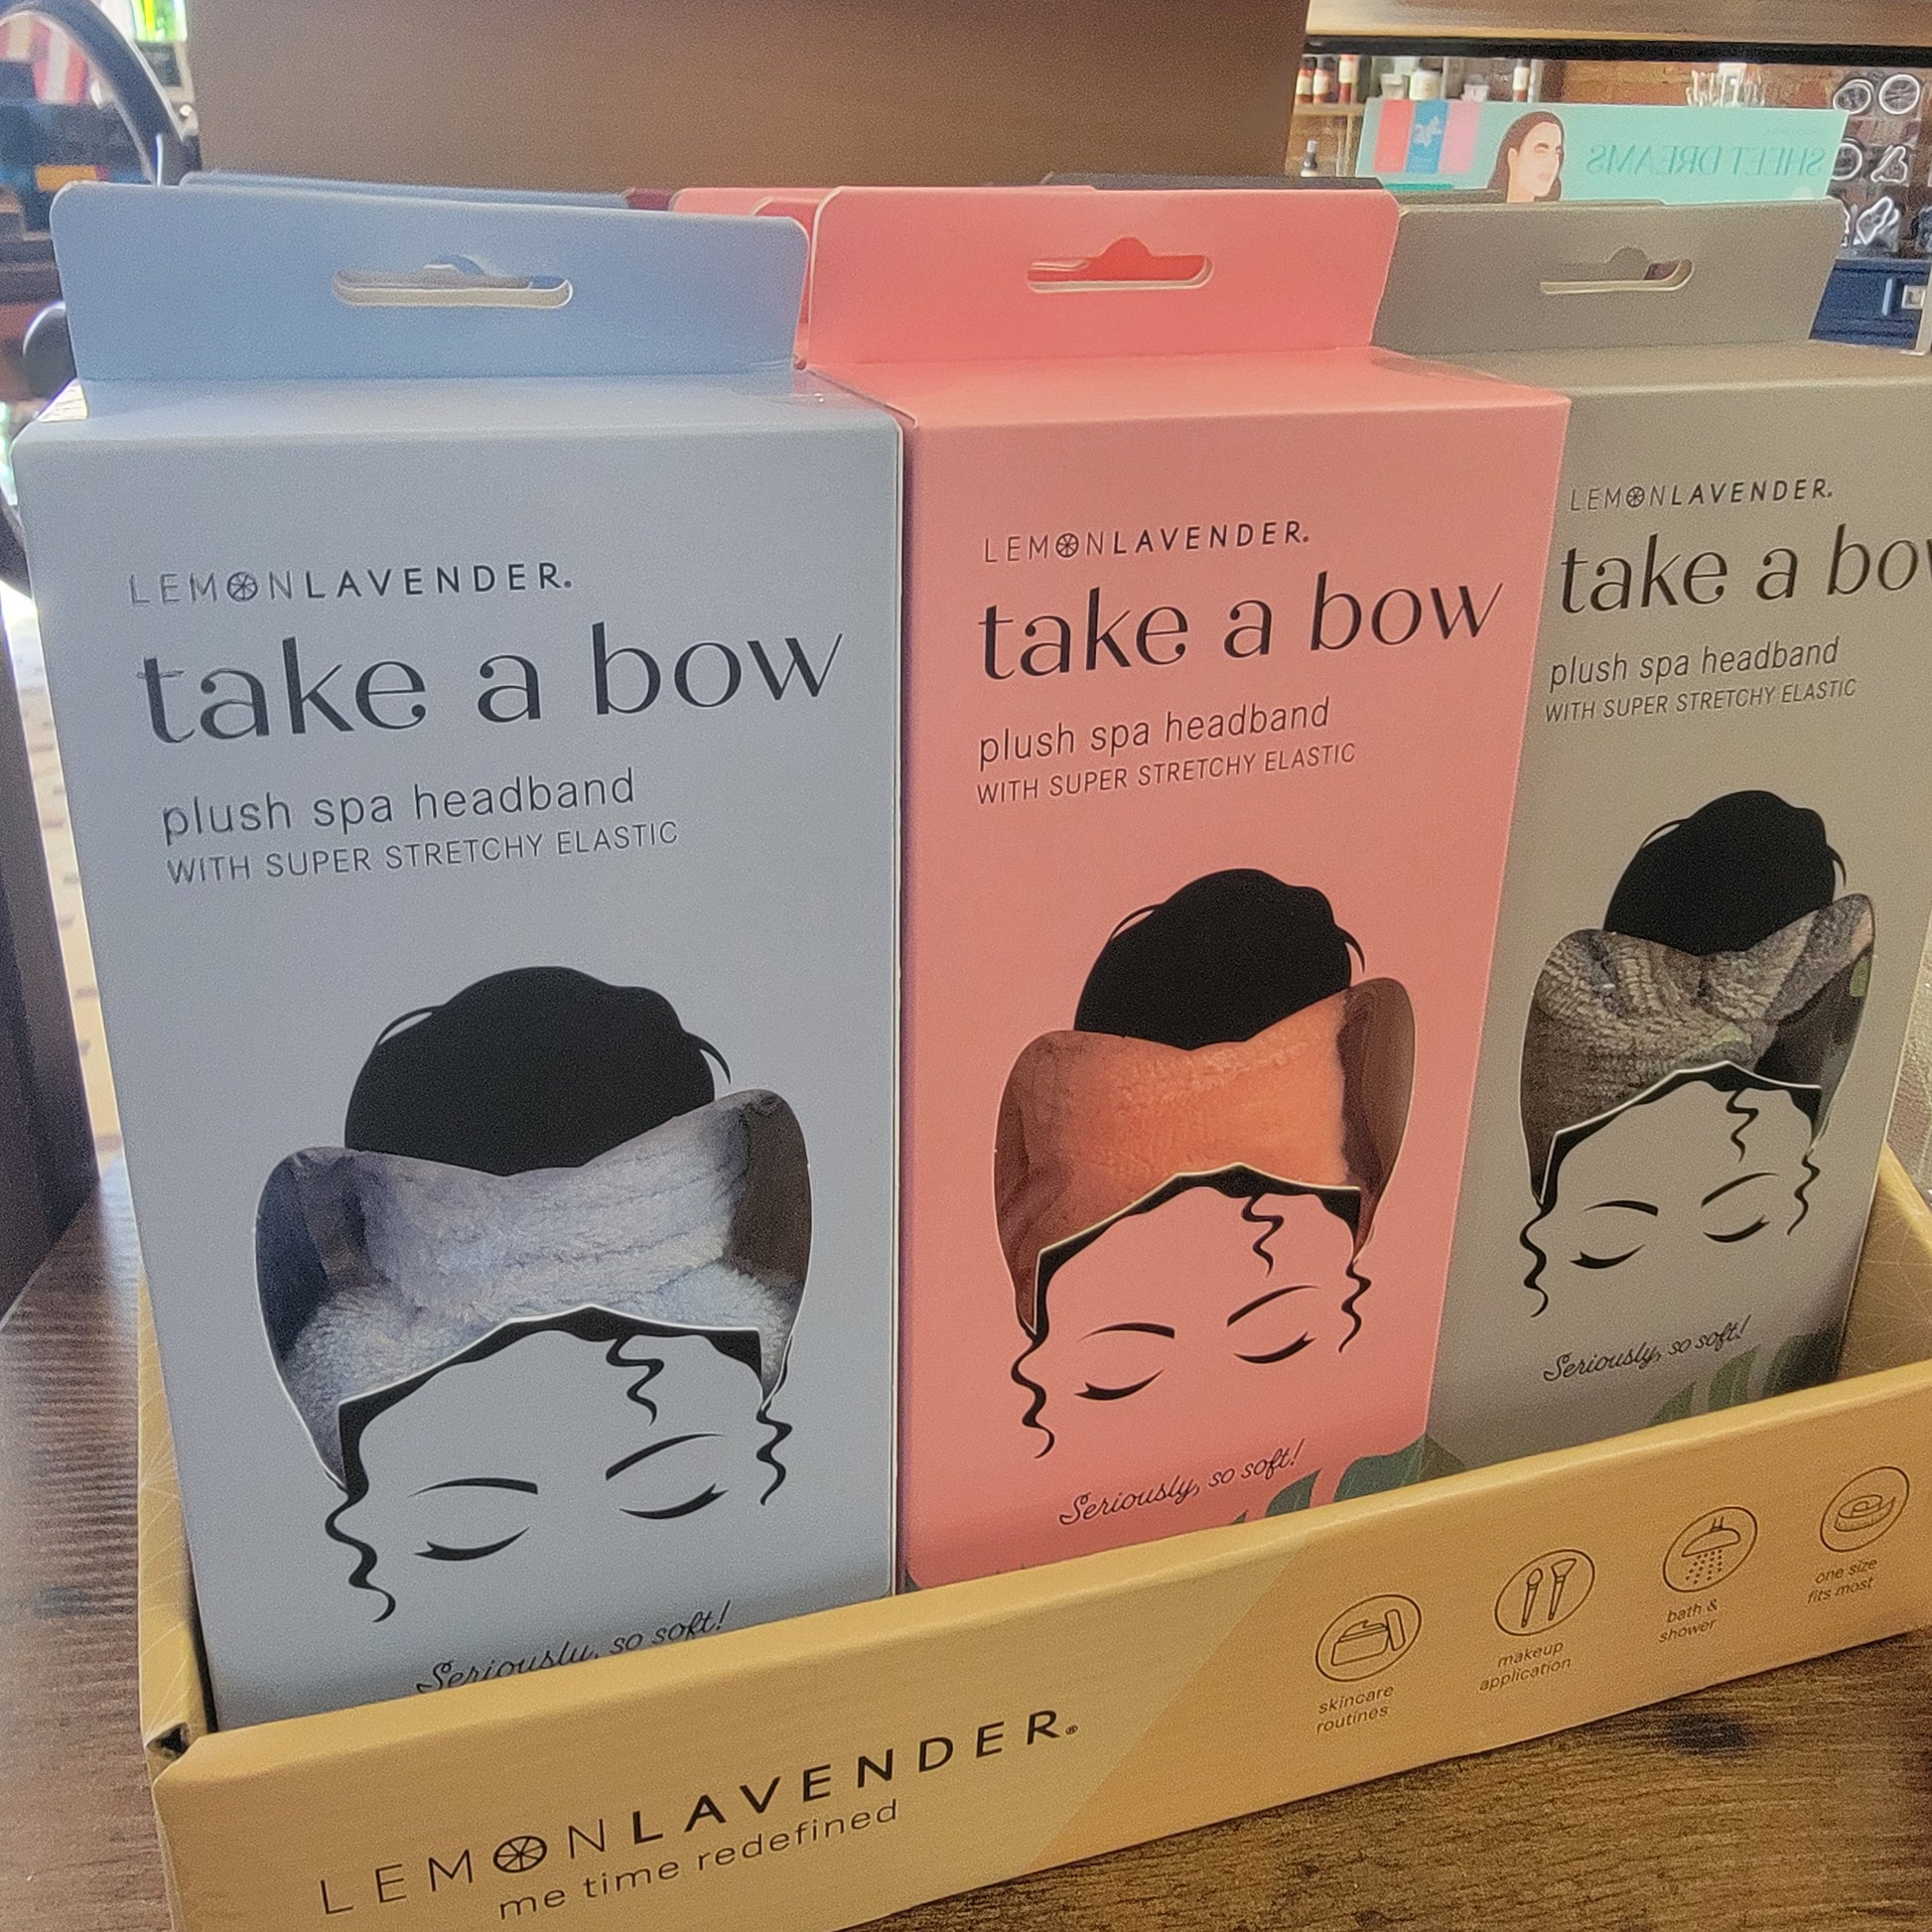 LEMONLAVENDER.
take a bow
plush spa headband
WITH SUPER STRETCHY ELASTIC
Seriously, so soft!
LEMONLAVENDER.
take a bow
plush spa headband
WITH SUPER STRETCHY ELASTIC
Seriously, so soft!
LEMONLAVENDER.
take a bow
plush spa headband
WITH SUPER STRETCHY ELASTIC
Seriously, so soft!
SHEET DREAMS
LEMONLAVENDER®
me time redefined
skincare
routines
makeup
application
bath &
shower
one size
fits most